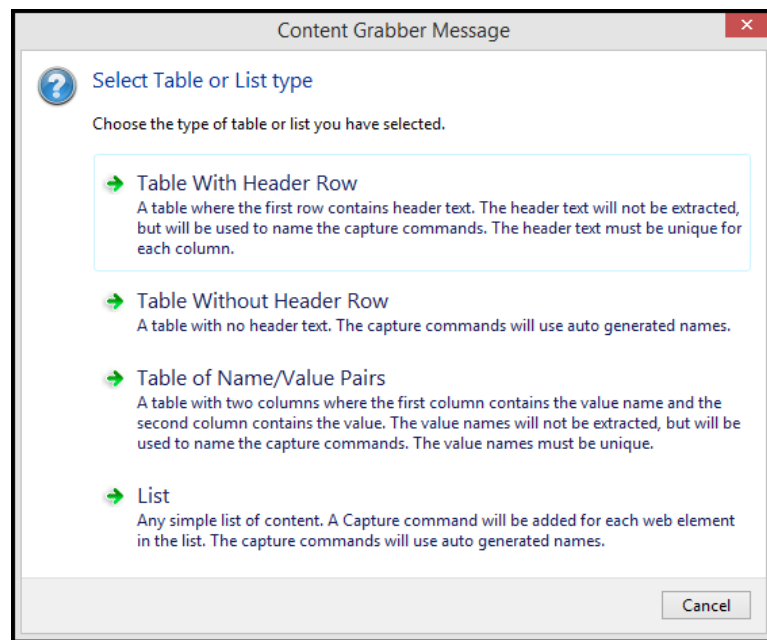 Content Grabber Message
Select Table or List type
Choose the type of table or list you have selected.
Table With Header Row
A table where the first row contains header text. The header text will not be extracted,
but will be used to name the capture commands. The header text must be unique for
each column.
Table Without Header Row
A table with no header text. The capture commands will use auto generated names.
Table of Name/Value Pairs
A table with two columns where the first column contains the value name and the
second column contains the value. The value names will not be extracted, but will be
used to name the capture commands. The value names must be unique.
List
Any simple list of content. A Capture command will be added for each web element
in the list. The capture commands will use auto generated names.
Cancel